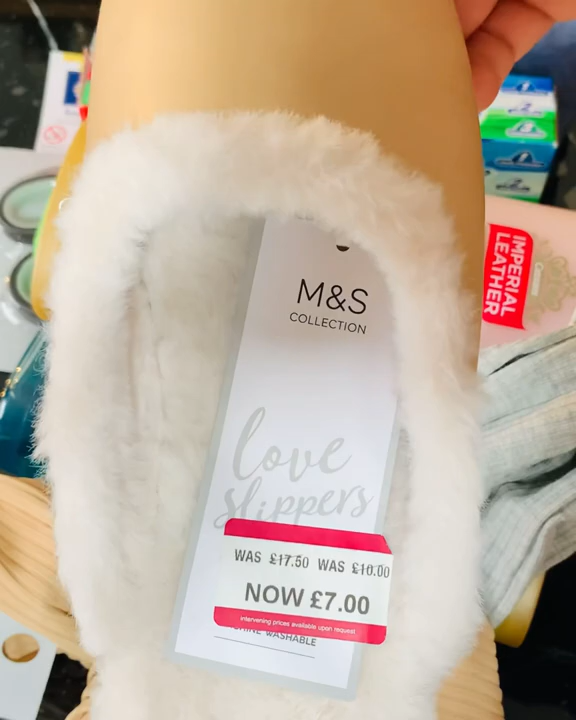 M&S
COLLECTION
love
slippers
WAS £17.50 WAS £10.00
NOW £7.00
intervening prices available upon request
WASHABLE
IMPERIAL
LEATHER